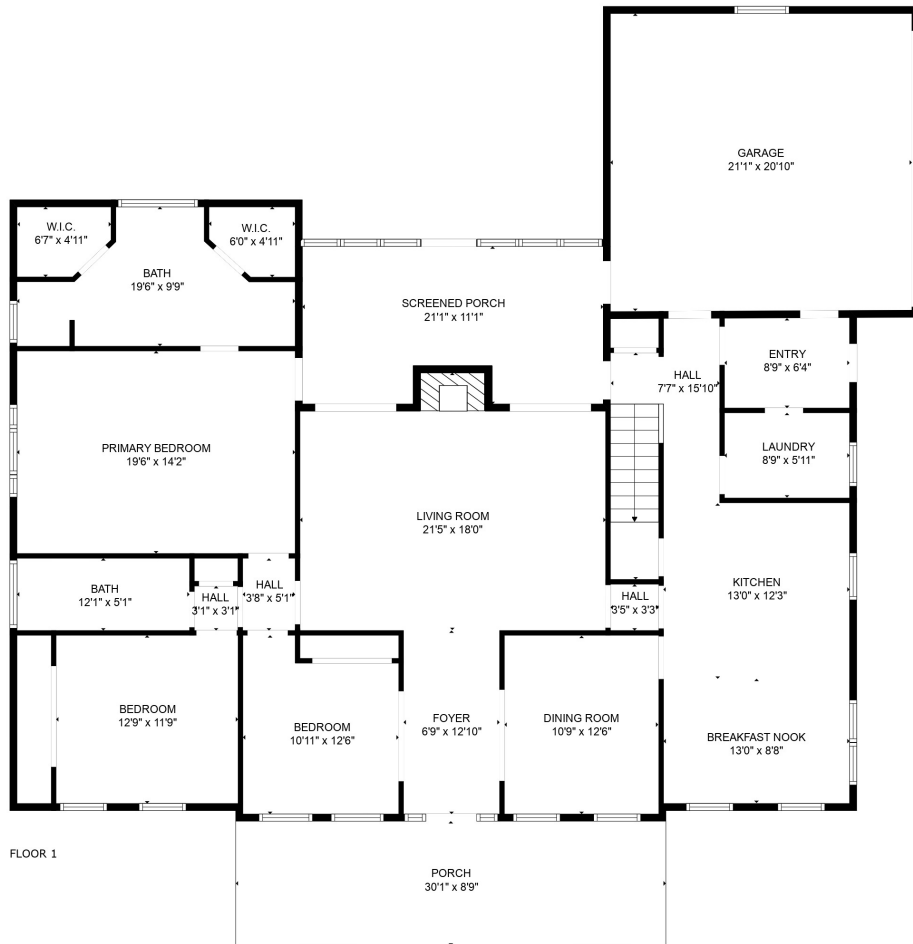 GARAGE
21'1" x 20'10"
W.I.C.
6'7" x 4'11"
W.I.C.
6'0" x 4'11"
BATH
19'6" x 9'9"
SCREENED PORCH
21'1" x 11'1"
ENTRY
8'9" x 6'4"
HALL
7'7" x 15'10"
PRIMARY BEDROOM
19'6" x 14'2"
LAUNDRY
8'9" x 5'11"
LIVING ROOM
21'5" x 18'0"
BATH
12'1" x 5'1"
HALL
3'1" x 3'1"
HALL
3'8" x 5'1"
HALL
3'5" x 3'3"
KITCHEN
13'0" x 12'3"
BEDROOM
12'9" x 11'9"
BEDROOM
10'11" x 12'6"
FOYER
6'9" x 12'10"
DINING ROOM
10'9" x 12'6"
BREAKFAST NOOK
13'0" x 8'8"
FLOOR 1
PORCH
30'1" x 8'9"